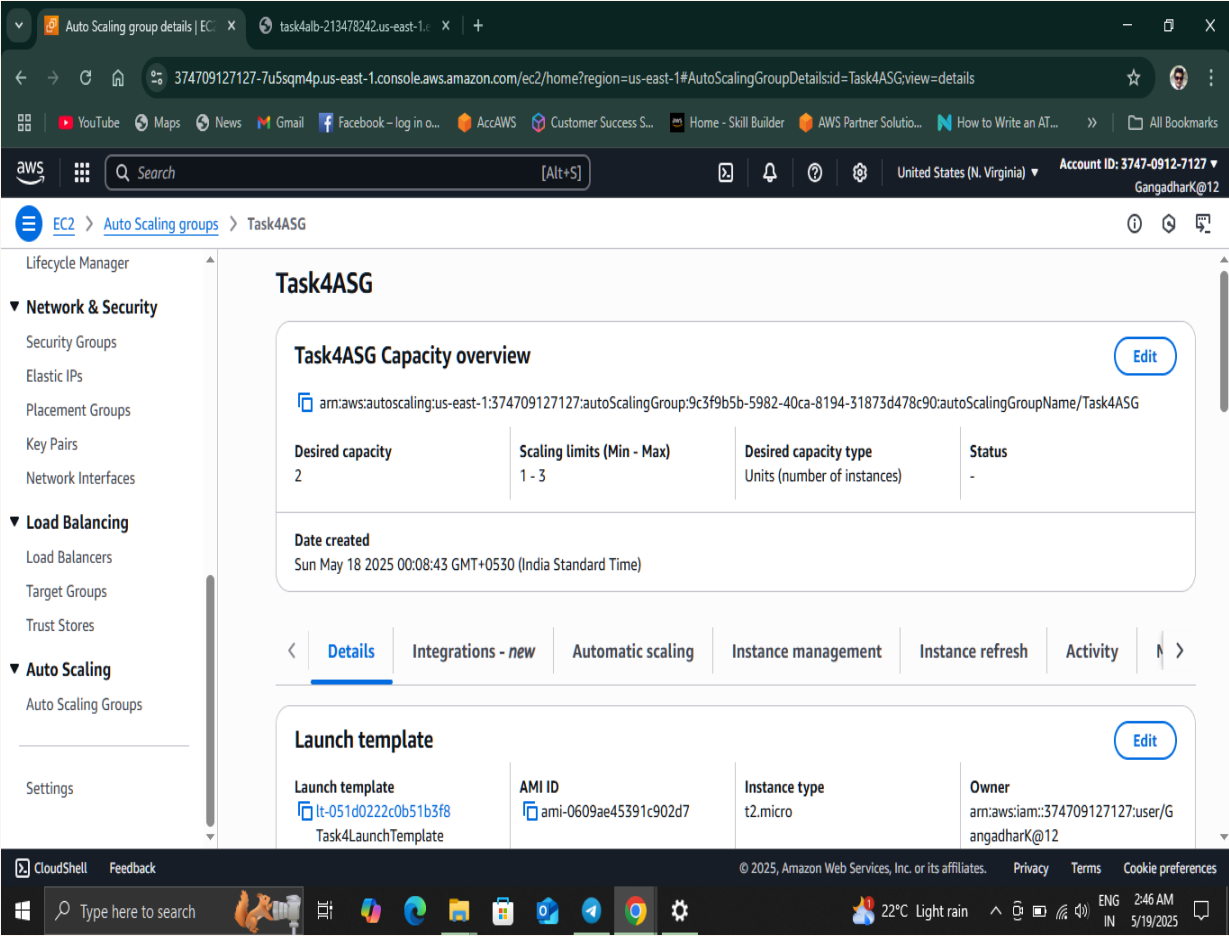 Auto Scaling group details | EC2
task4alb-213478242.us-east-1.e
374709127127-7u5sqm4p.us-east-1.console.aws.amazon.com/ec2/home?region=us-east-1#AutoScalingGroupDetails:id=Task4ASG;view=details
YouTube Maps News Gmail Facebook – log in o... AccAWS Customer Success S... Home - Skill Builder AWS Partner Solutio... How to Write an AT... » All Bookmarks
aws Search [Alt+S] United States (N. Virginia) ▼ Account ID: 3747-0912-7127 ▼
GangadharK@12
EC2 > Auto Scaling groups > Task4ASG
Lifecycle Manager
▼ Network & Security
Security Groups
Elastic IPs
Placement Groups
Key Pairs
Network Interfaces
▼ Load Balancing
Load Balancers
Target Groups
Trust Stores
▼ Auto Scaling
Auto Scaling Groups
Settings
Task4ASG
Task4ASG Capacity overview
Edit
arn:aws:autoscaling:us-east-1:374709127127:autoScalingGroup:9c3f9b5b-5982-40ca-8194-31873d478c90:autoScalingGroupName/Task4ASG
Desired capacity
2
Scaling limits (Min - Max)
1 - 3
Desired capacity type
Units (number of instances)
Status
-
Date created
Sun May 18 2025 00:08:43 GMT+0530 (India Standard Time)
Details Integrations - new Automatic scaling Instance management Instance refresh Activity
Launch template
Edit
Launch template
lt-051d0222c0b51b3f8
Task4LaunchTemplate
AMI ID
ami-0609ae45391c902d7
Instance type
t2.micro
Owner
arn:aws:iam::374709127127:user/G
angadharK@12
CloudShell Feedback © 2025, Amazon Web Services, Inc. or its affiliates. Privacy Terms Cookie preferences
Type here to search 1 22°C Light rain ENG 2:46 AM
IN 5/19/2025